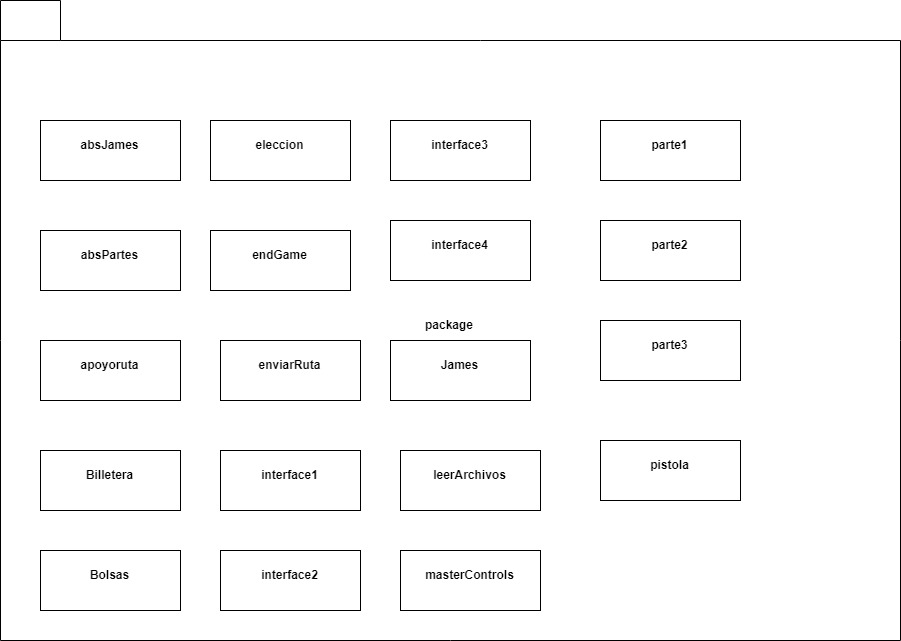 absJames
eleccion
interface3
parte1
absPartes
endGame
interface4
parte2
package
apoyoruta
enviarRuta
James
parte3
Billetera
interface1
leerArchivos
pistola
Bolsas
interface2
masterControls